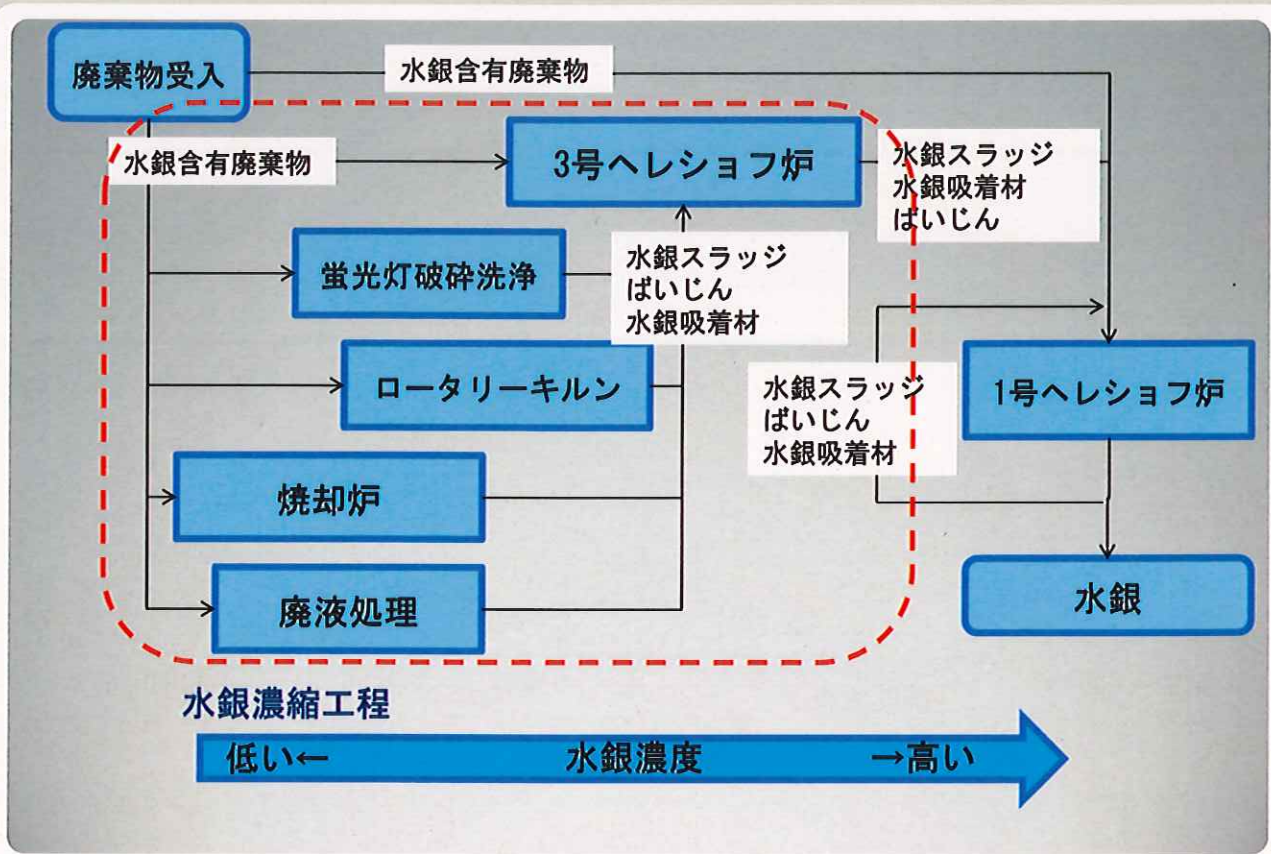 廃棄物受入
水銀含有廃棄物
水銀含有廃棄物
3号ヘレショフ炉
水銀スラッジ
水銀吸着材
ばいじん
蛍光灯破砕洗浄
水銀スラッジ
ばいじん
水銀吸着材
ロータリーキルン
水銀スラッジ
ばいじん
水銀吸着材
1号ヘレショフ炉
焼却炉
廃液処理
水銀
水銀濃縮工程
低い← 水銀濃度 →高い